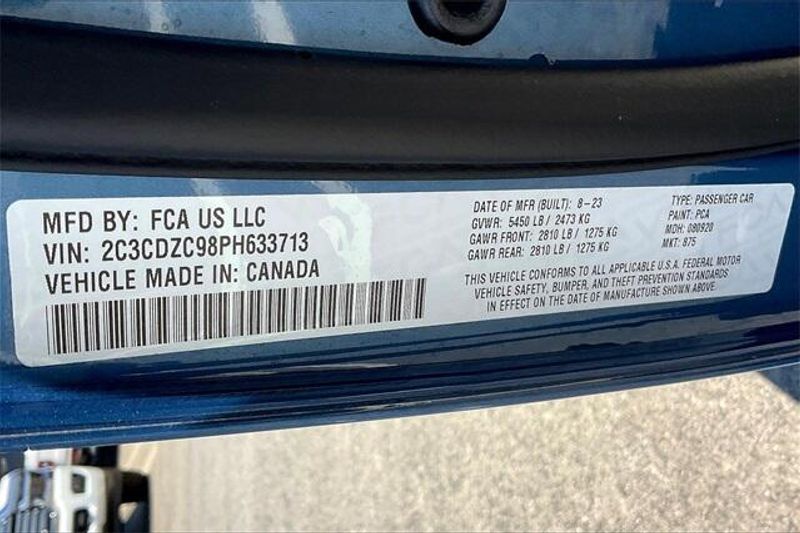 MFD BY: FCA US LLC
VIN: 2C3CDZC98PH633713
VEHICLE MADE IN: CANADA
DATE OF MFR (BUILT): 8-23
GVWR: 5450 LB / 2473 KG
GAWR FRONT: 2810 LB / 1275 KG
GAWR REAR: 2810 LB / 1275 KG
TYPE: PASSENGER CAR
PAINT: PCA
MDH: 080920
MKT: 875
THIS VEHICLE CONFORMS TO ALL APPLICABLE U.S.A. FEDERAL MOTOR
VEHICLE SAFETY, BUMPER, AND THEFT PREVENTION STANDARDS
IN EFFECT ON THE DATE OF MANUFACTURE SHOWN ABOVE.